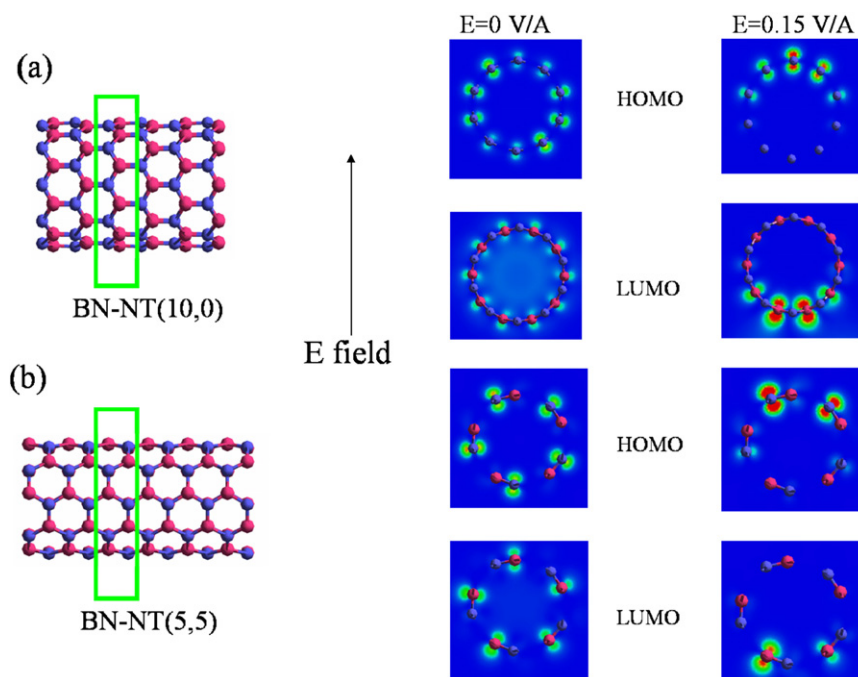 E=0 V/A
E=0.15 V/A
(a)
HOMO
BN-NT(10,0)
LUMO
E field
(b)
HOMO
BN-NT(5,5)
LUMO